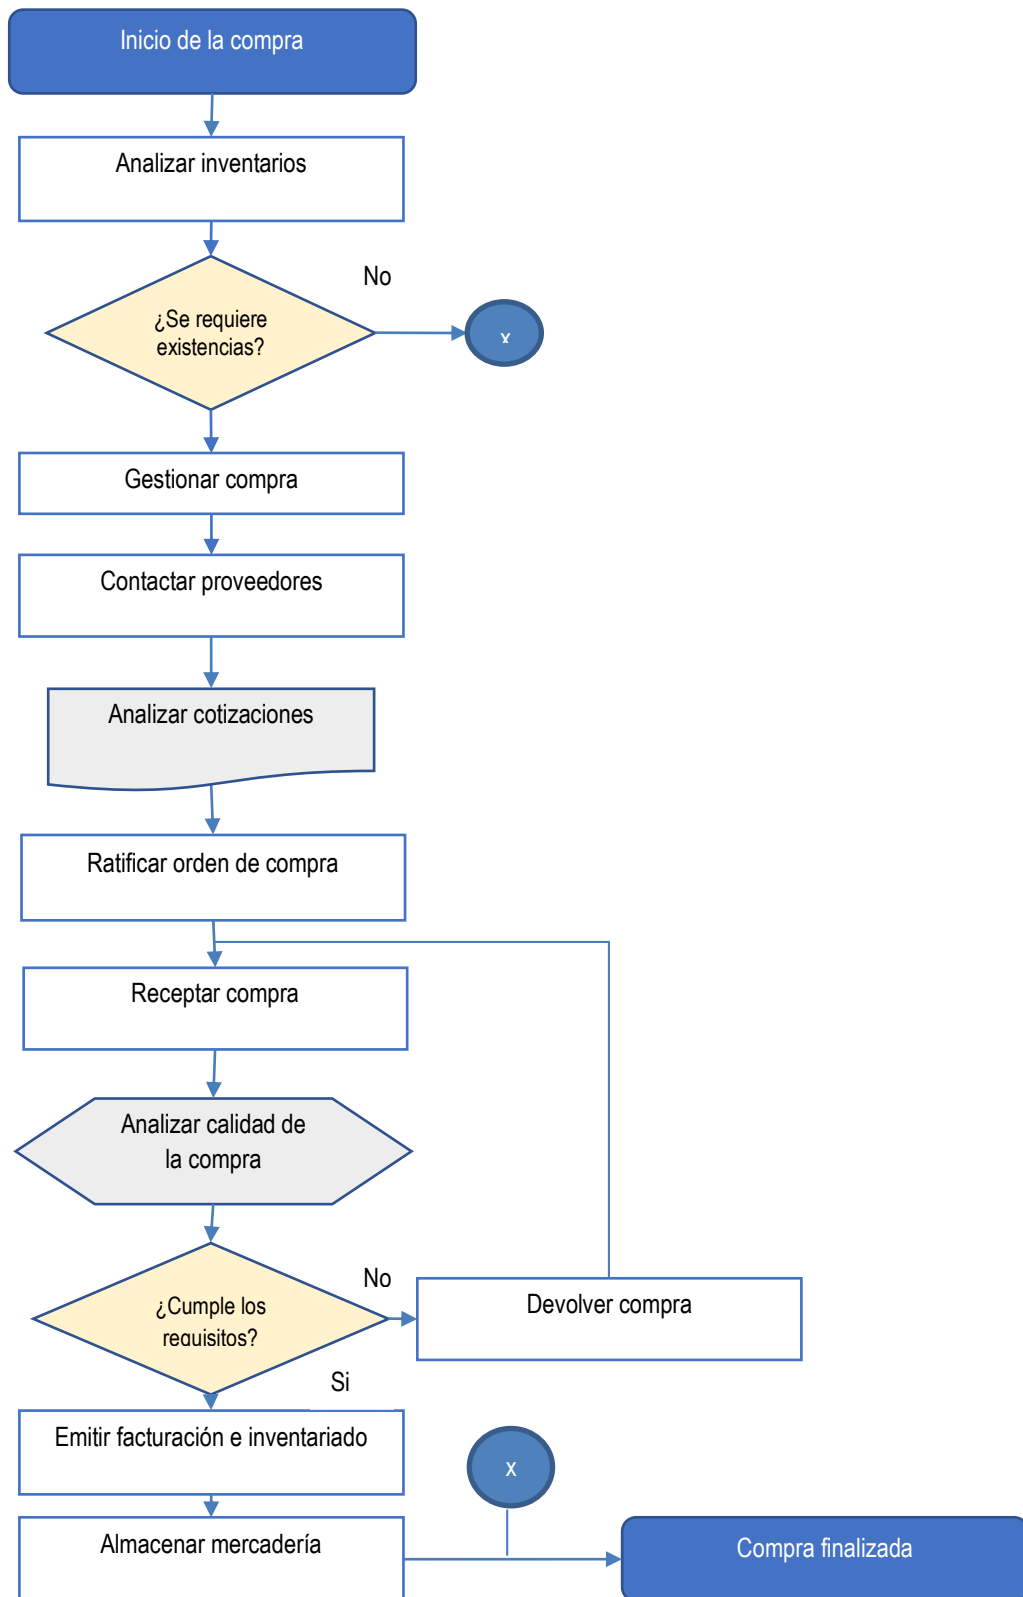 Inicio de la compra
Analizar inventarios
No
¿Se requiere
existencias?
x
Gestionar compra
Contactar proveedores
Analizar cotizaciones
Ratificar orden de compra
Receptar compra
Analizar calidad de
la compra
No
¿Cumple los
requisitos?
Devolver compra
Si
Emitir facturación e inventariado
x
Almacenar mercadería
Compra finalizada